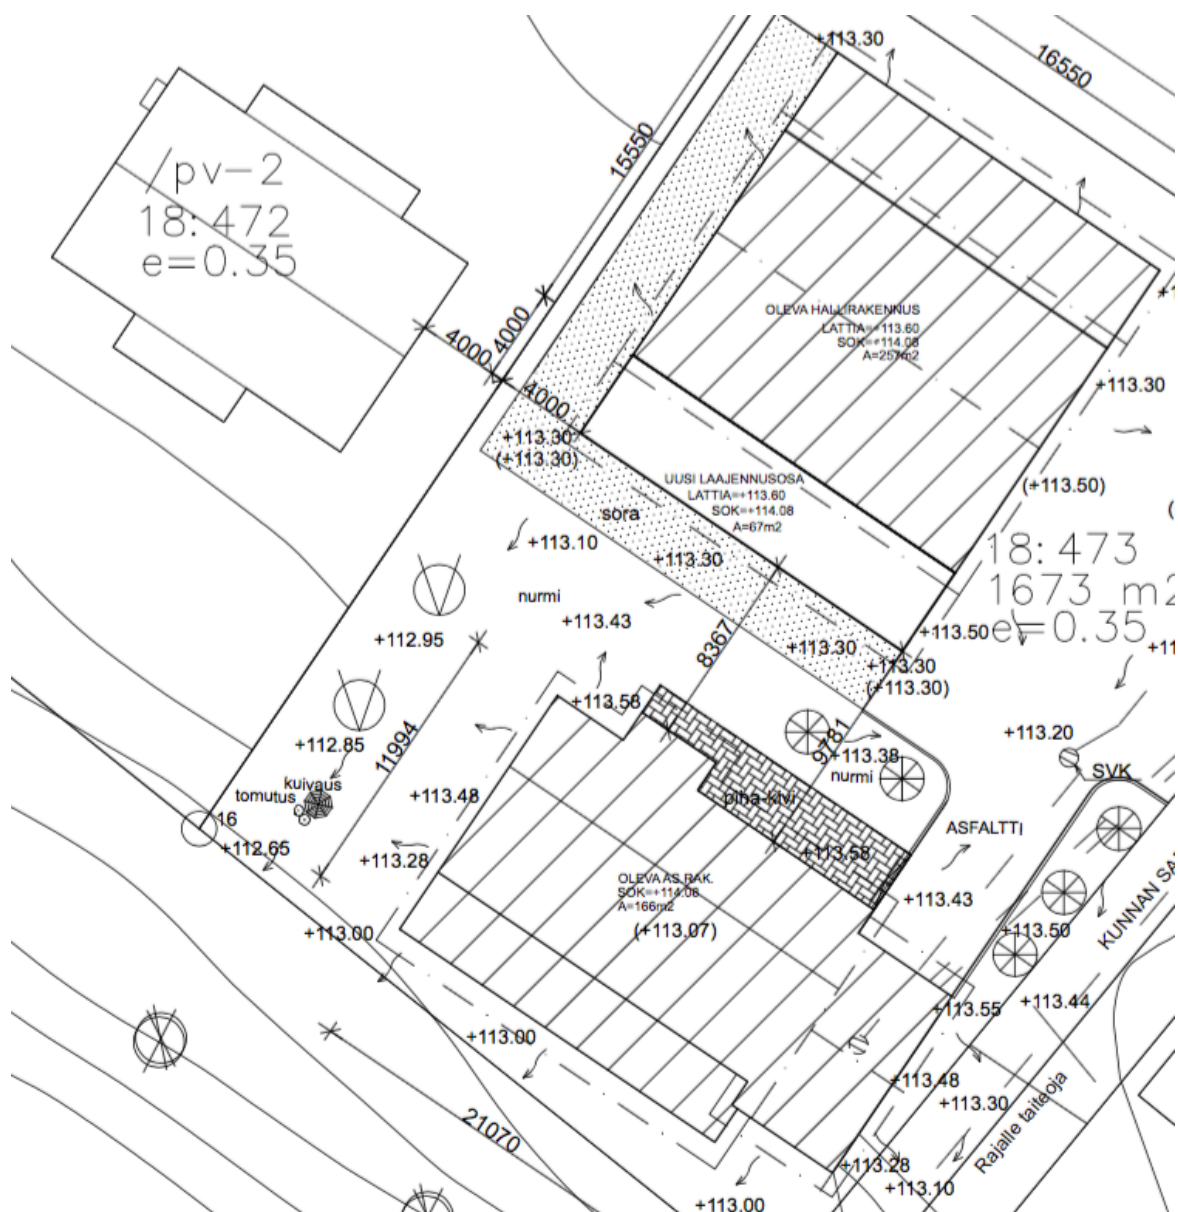 +113.30
16550
15550
/pv-2
18:472
e=0.35
4000
4000
4000
OLEVA HALLIRAKENNUS
LATTIA=+113.60
SOK=+114.08
A=257m2
+113.30
+113.30
(+113.30)
UUSI LAAJENNUSOSA
LATTIA=+113.60
SOK=+114.08
A=67m2
(+113.50)
sora
+113.10
+113.30
18:473
1673 m2
e=0.35
nurmi
+113.43
+112.95
8367
+113.30
+113.50
+113.30
(+113.30)
+113.58
+112.85
11994
9781
+113.38
nurmi
+113.20
SVK
kuivaus
tomutus
+113.48
piha-kivi
16
+112.65
+113.28
+113.58
ASFALTTI
OLEVA AS.RAK.
SOK=+114.08
A=166m2
(+113.07)
+113.43
+113.00
+113.50
KUNNAN SA
+113.55
+113.44
+113.00
+113.48
+113.30
Rajalle taiteoja
21070
+113.28
+113.10
+113.00